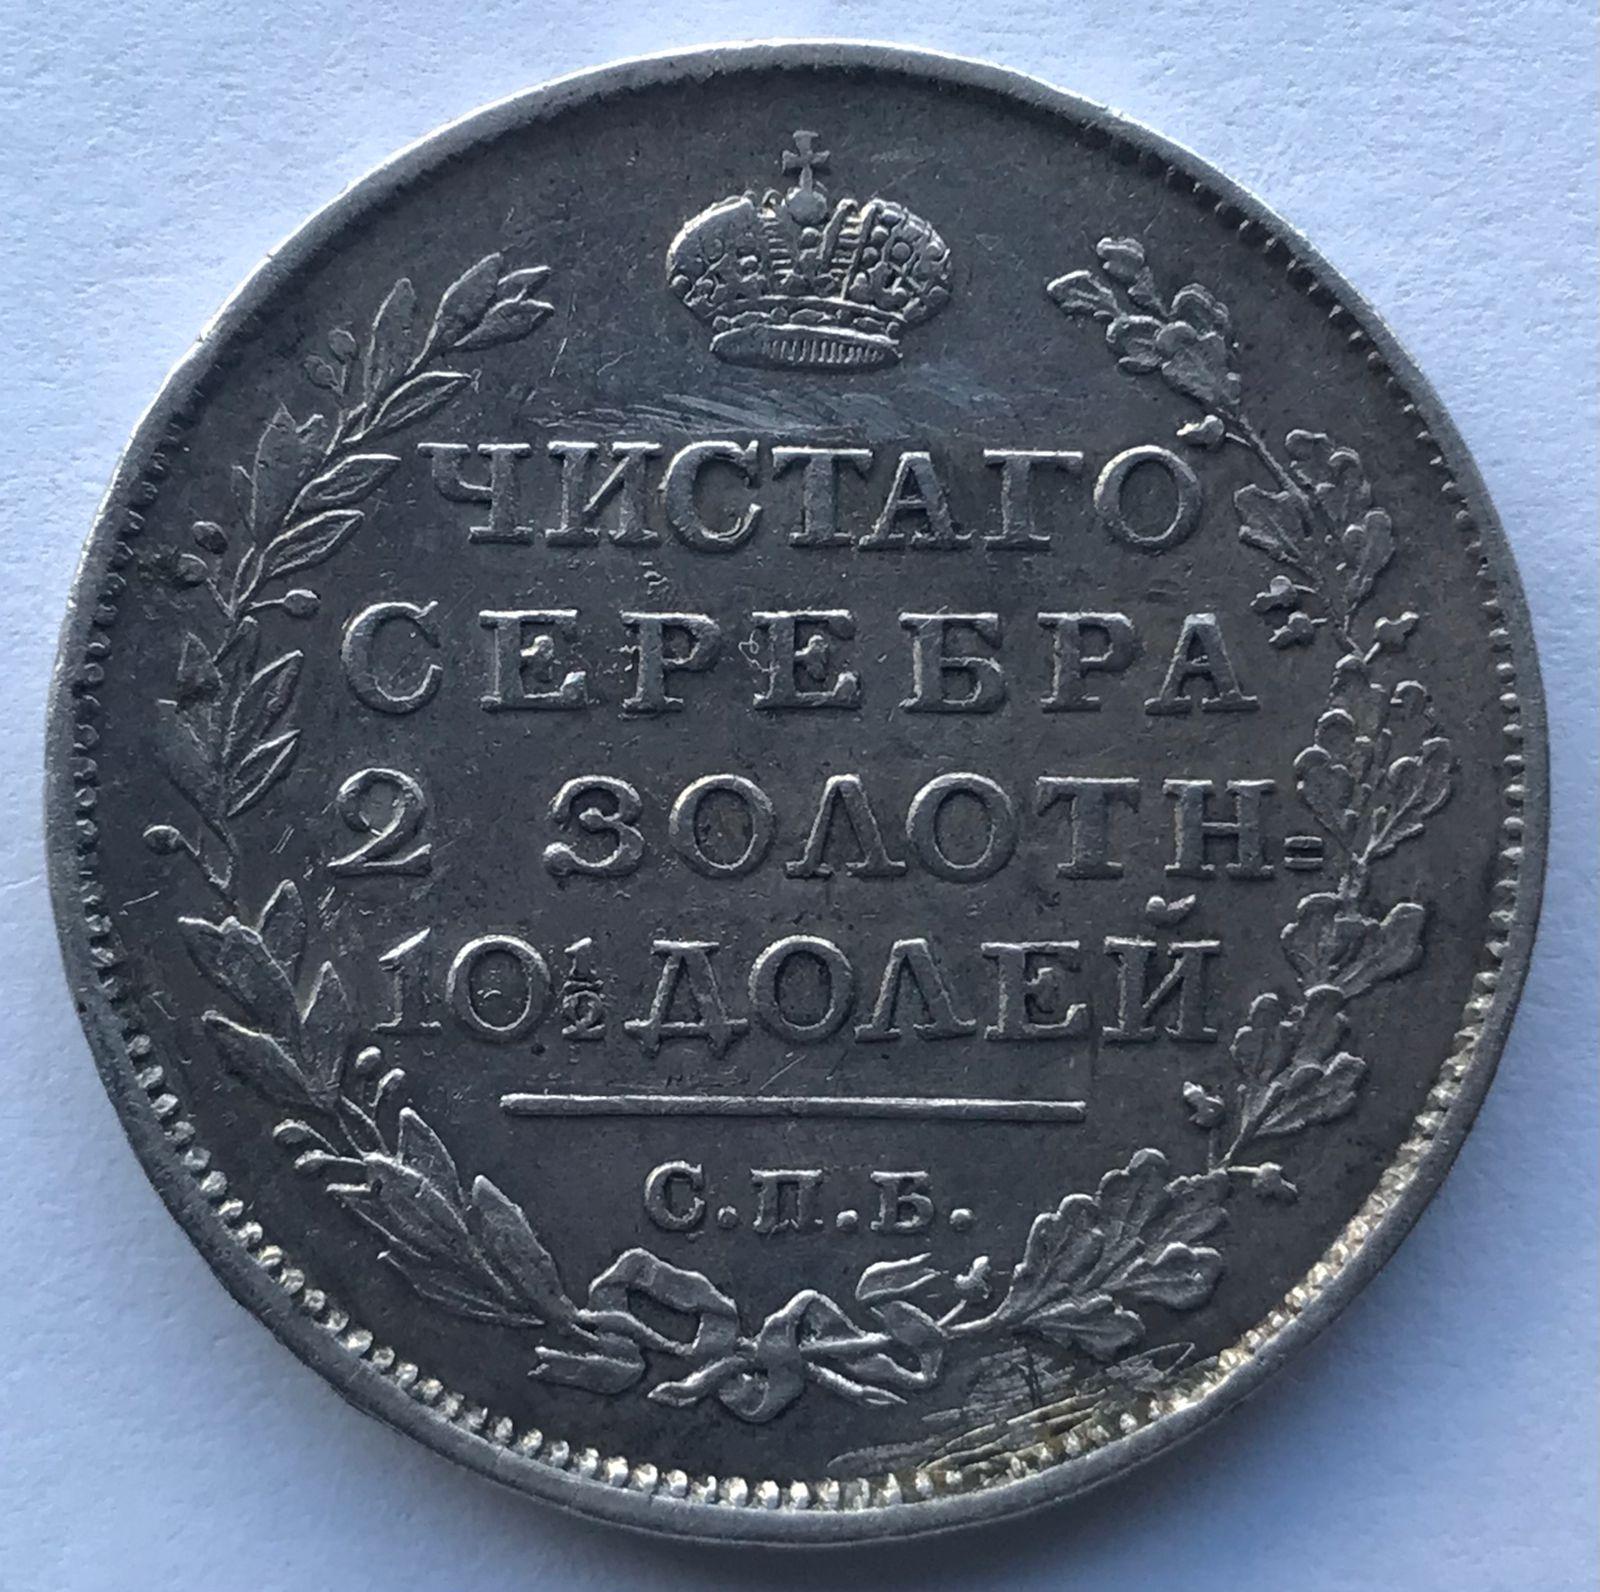 ЧИСТАГО
СЕРЕБРА
2 ЗОЛОТН=
10½ ДОЛЕЙ
С.П.Б.